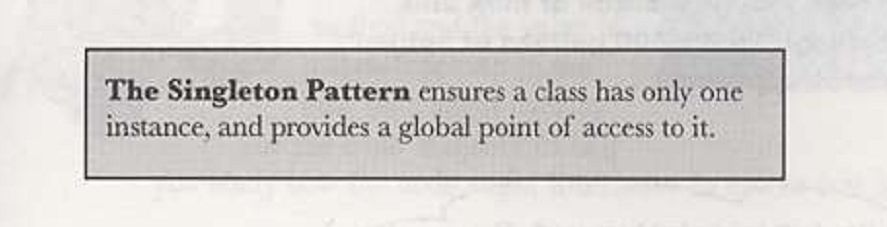 The Singleton Pattern ensures a class has only one
instance, and provides a global point of access to it.